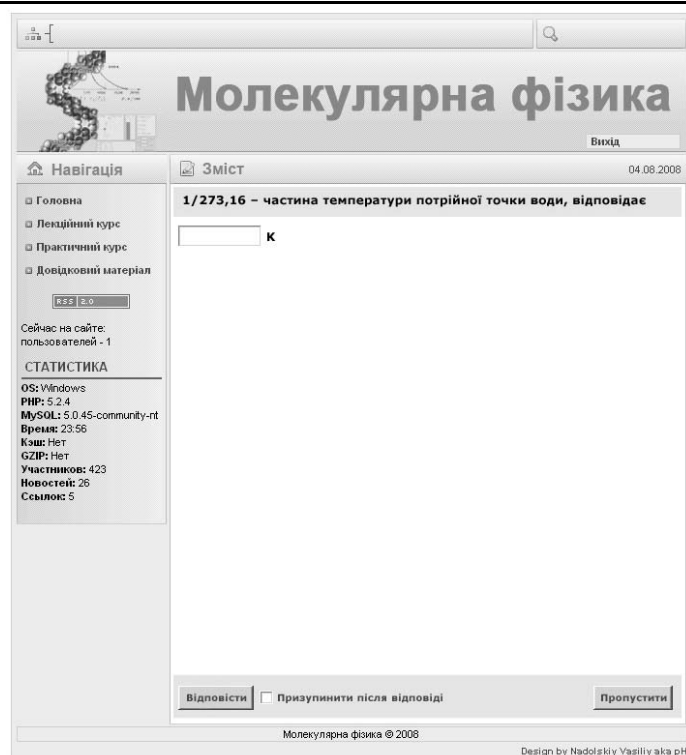 Молекулярна фізика
Вихід
Навігація
Головна
Лекційний курс
Практичний курс
Довідковий матеріал
RSS 2.0
Сейчас на сайте:
пользователей - 1
СТАТИСТИКА
OS: Windows
PHP: 5.2.4
MySQL: 5.0.45-community-nt
Время: 23:56
Кэш: Нет
GZIP: Нет
Участников: 423
Новостей: 26
Ссылок: 5
Зміст 04.08.2008
1/273,16 – частина температури потрійної точки води, відповідає
К
Відповісти Призупинити після відповіді Пропустити
Молекулярна фізика © 2008
Design by Nadolskiy Vasiliy aka pH